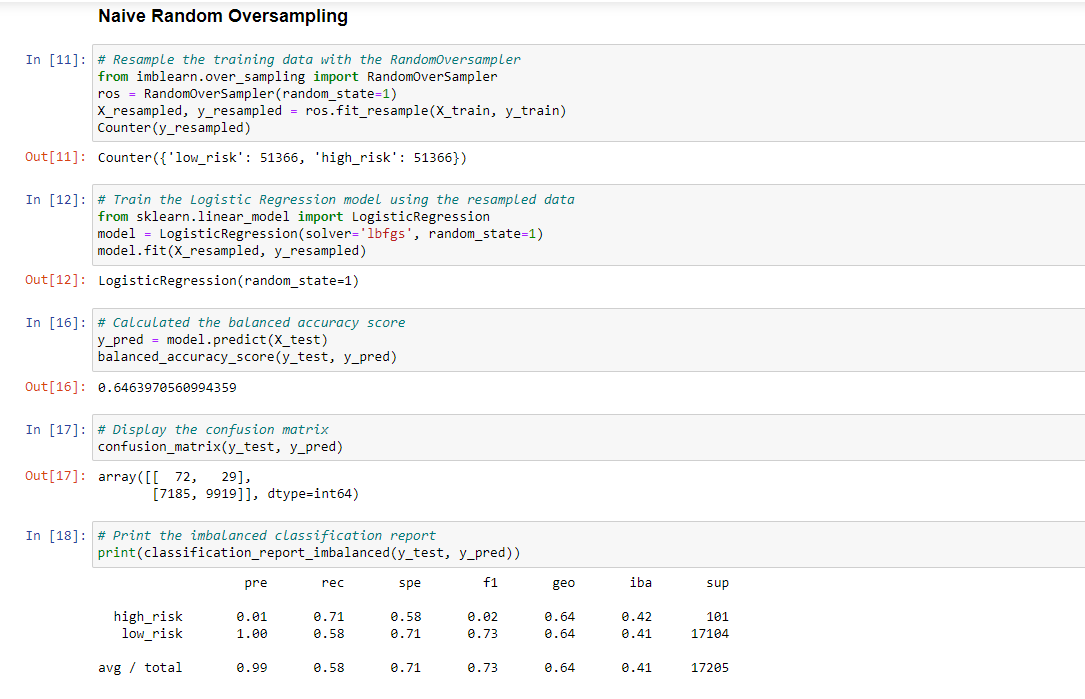 Naive Random Oversampling
In [11]: # Resample the training data with the RandomOversampler
from imblearn.over_sampling import RandomOverSampler
ros = RandomOverSampler(random_state=1)
X_resampled, y_resampled = ros.fit_resample(X_train, y_train)
Counter(y_resampled)
Out[11]: Counter({'low_risk': 51366, 'high_risk': 51366})
In [12]: # Train the Logistic Regression model using the resampled data
from sklearn.linear_model import LogisticRegression
model = LogisticRegression(solver='lbfgs', random_state=1)
model.fit(X_resampled, y_resampled)
Out[12]: LogisticRegression(random_state=1)
In [16]: # Calculated the balanced accuracy score
y_pred = model.predict(X_test)
balanced_accuracy_score(y_test, y_pred)
Out[16]: 0.6463970560994359
In [17]: # Display the confusion matrix
confusion_matrix(y_test, y_pred)
Out[17]: array([[  72,   29],
       [7185, 9919]], dtype=int64)
In [18]: # Print the imbalanced classification report
print(classification_report_imbalanced(y_test, y_pred))
pre rec spe f1 geo iba sup
high_risk 0.01 0.71 0.58 0.02 0.64 0.42 101
low_risk 1.00 0.58 0.71 0.73 0.64 0.41 17104
avg / total 0.99 0.58 0.71 0.73 0.64 0.41 17205